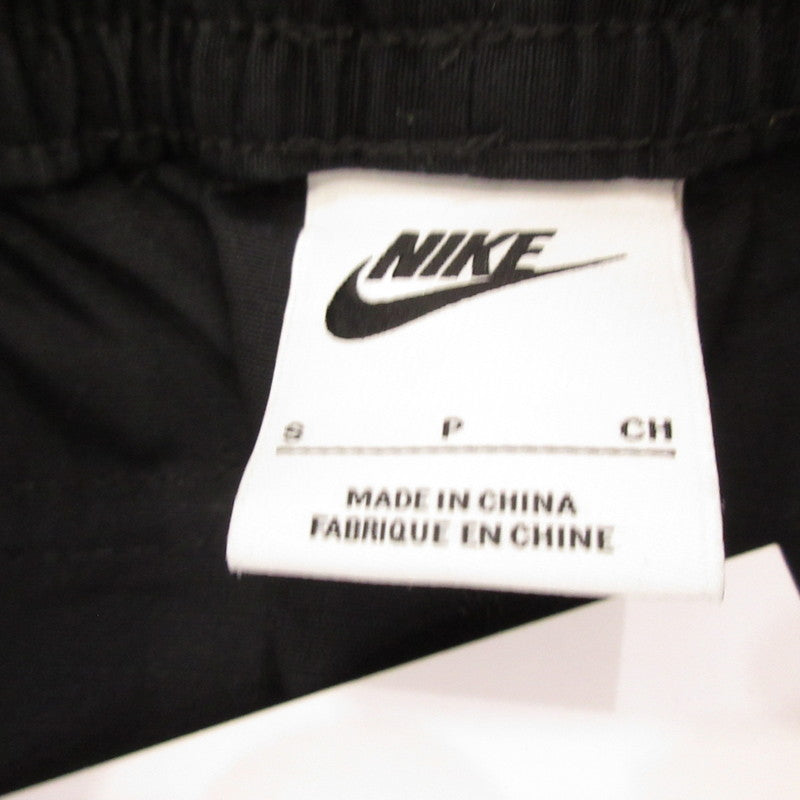 NIKE
S P CH
MADE IN CHINA
FABRIQUE EN CHINE